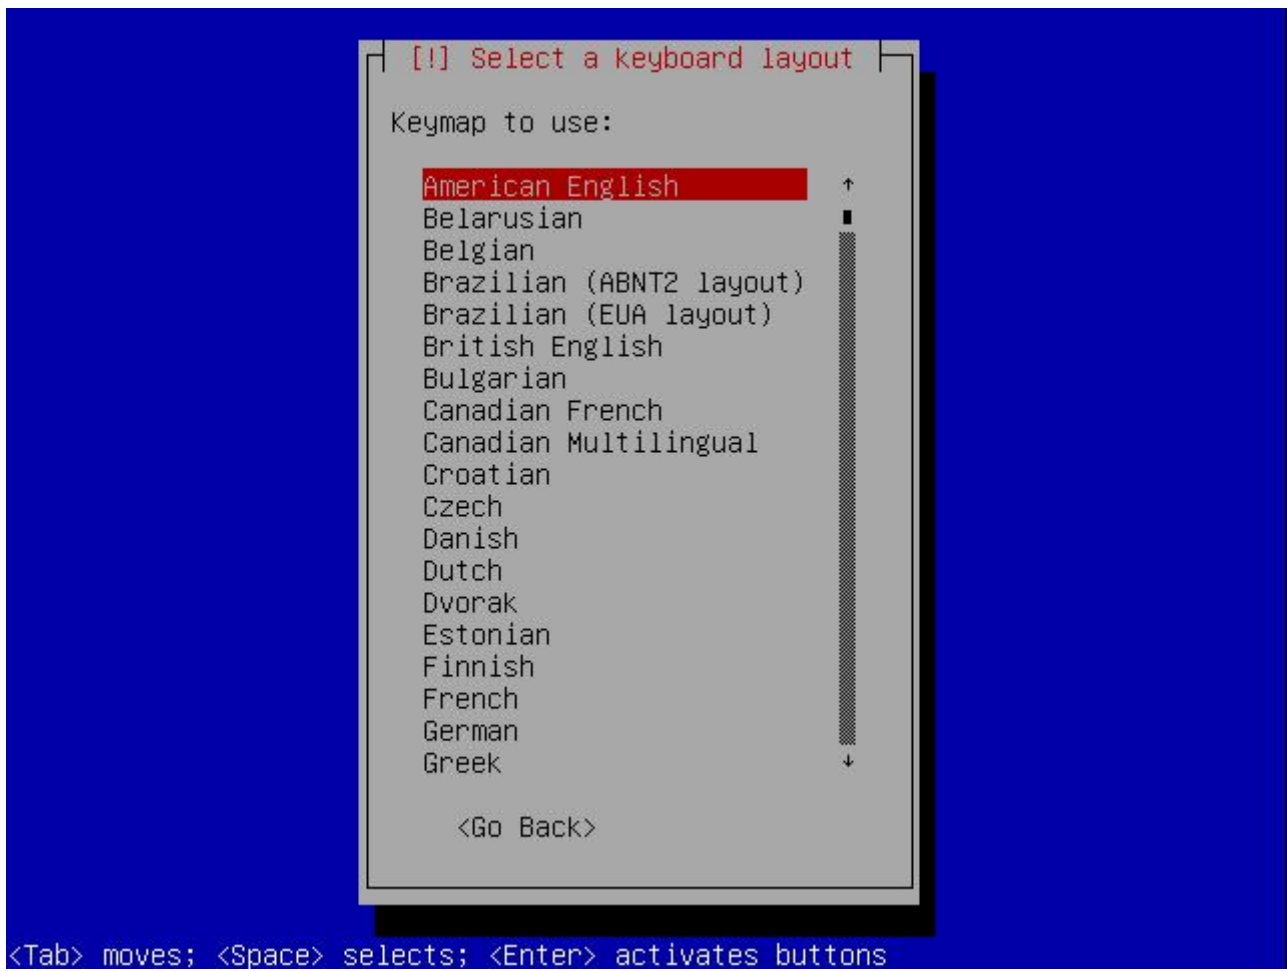 [!] Select a keyboard layout
Keymap to use:
American English
Belarusian
Belgian
Brazilian (ABNT2 layout)
Brazilian (EUA layout)
British English
Bulgarian
Canadian French
Canadian Multilingual
Croatian
Czech
Danish
Dutch
Dvorak
Estonian
Finnish
French
German
Greek
<Go Back>
<Tab> moves; <Space> selects; <Enter> activates buttons